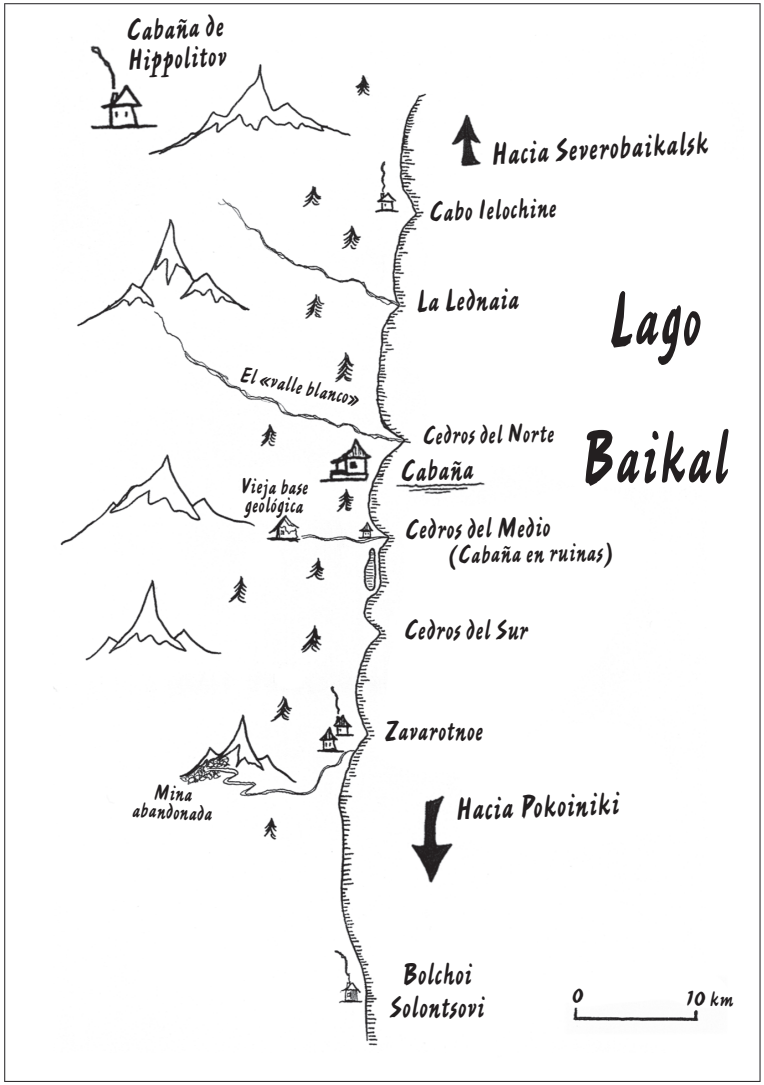 Cabaña de
Hippolitov
Hacia Severobaikalsk
Cabo Ielochine
La Lednaia
Lago
Baikal
El «valle blanco»
Cedros del Norte
Cabaña
Vieja base
geológica
Cedros del Medio
(Cabaña en ruinas)
Cedros del Sur
Zavarotnoe
Mina
abandonada
Hacia Pokoiniki
Bolchoi
Solontsovi
0 10 km